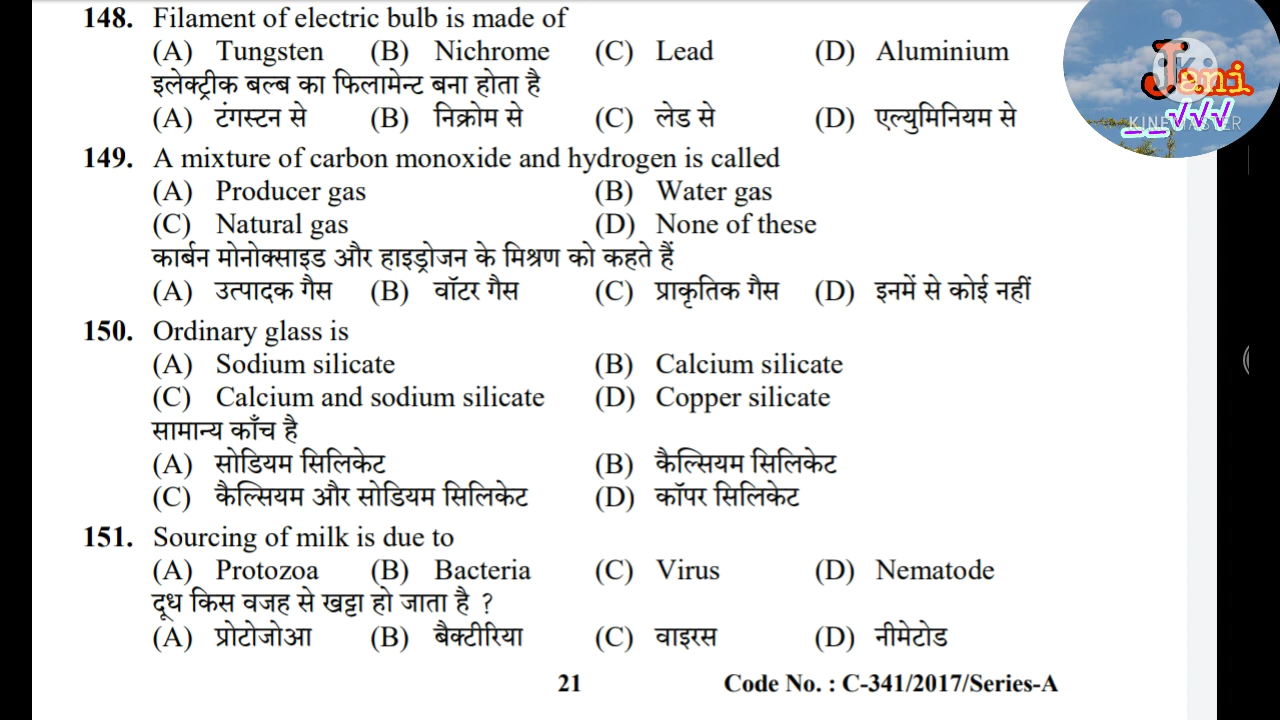 148. Filament of electric bulb is made of
(A) Tungsten (B) Nichrome (C) Lead (D) Aluminium
इलेक्ट्रीक बल्ब का फिलामेन्ट बना होता है
(A) टंगस्टन से (B) निक्रोम से (C) लेड से (D) एल्युमिनियम से
149. A mixture of carbon monoxide and hydrogen is called
(A) Producer gas (B) Water gas
(C) Natural gas (D) None of these
कार्बन मोनोक्साइड और हाइड्रोजन के मिश्रण को कहते हैं
(A) उत्पादक गैस (B) वॉटर गैस (C) प्राकृतिक गैस (D) इनमें से कोई नहीं
150. Ordinary glass is
(A) Sodium silicate (B) Calcium silicate
(C) Calcium and sodium silicate (D) Copper silicate
सामान्य काँच है
(A) सोडियम सिलिकेट (B) कैल्सियम सिलिकेट
(C) कैल्सियम और सोडियम सिलिकेट (D) कॉपर सिलिकेट
151. Sourcing of milk is due to
(A) Protozoa (B) Bacteria (C) Virus (D) Nematode
दूध किस वजह से खट्टा हो जाता है ?
(A) प्रोटोजोआ (B) बैक्टीरिया (C) वाइरस (D) नीमेटोड
21 Code No. : C-341/2017/Series-A
Jani
KINEMASTER